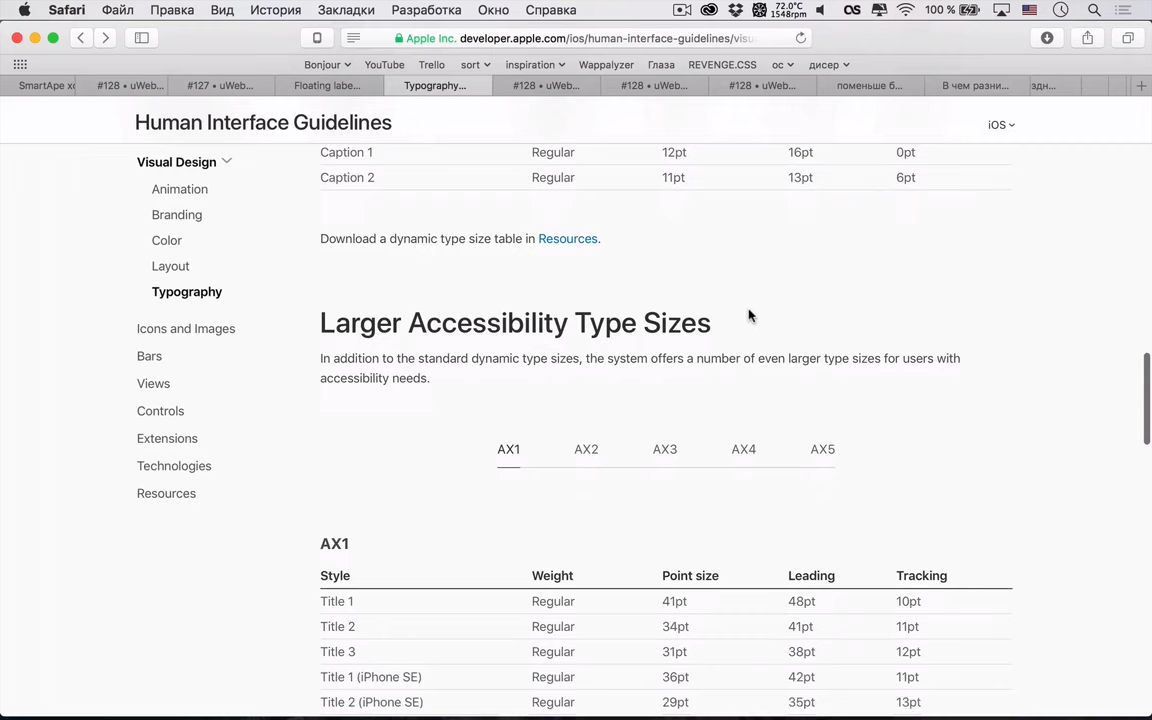 Safari Файл Правка Вид История Закладки Разработка Окно Справка 72.0°C 1548rpm 100 %
Apple Inc. developer.apple.com/ios/human-interface-guidelines/visu
Bonjour YouTube Trello sort inspiration Wappalyzer Глаза REVENGE.CSS ос дисер
SmartApe хо #128 • uWeb... #127 • uWeb... Floating labe... Typography... #128 • uWeb... #128 • uWeb... #128 • uWeb... поменьше б... В чем разни... здн...
Human Interface Guidelines
iOS
Visual Design
Animation
Branding
Color
Layout
Typography
Icons and Images
Bars
Views
Controls
Extensions
Technologies
Resources
Caption 1 Regular 12pt 16pt 0pt
Caption 2 Regular 11pt 13pt 6pt
Download a dynamic type size table in Resources.
Larger Accessibility Type Sizes
In addition to the standard dynamic type sizes, the system offers a number of even larger type sizes for users with
accessibility needs.
AX1 AX2 AX3 AX4 AX5
AX1
Style Weight Point size Leading Tracking
Title 1 Regular 41pt 48pt 10pt
Title 2 Regular 34pt 41pt 11pt
Title 3 Regular 31pt 38pt 12pt
Title 1 (iPhone SE) Regular 36pt 42pt 11pt
Title 2 (iPhone SE) Regular 29pt 35pt 13pt